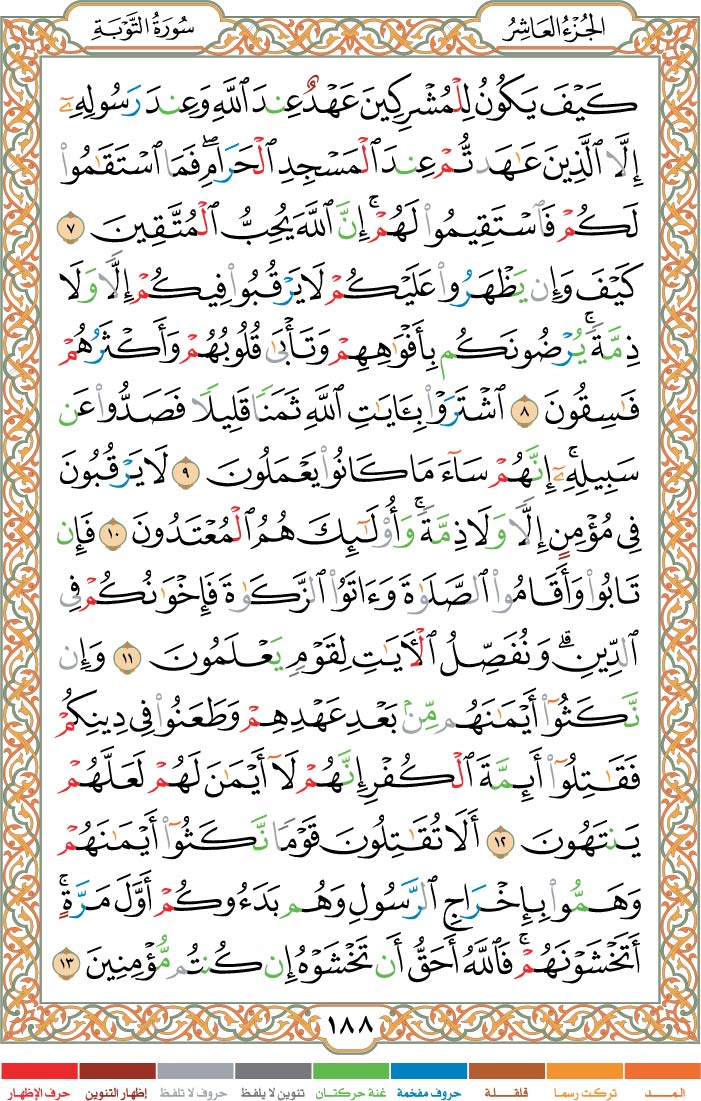 سُورَةُ التَّوْبَةِ
الجُزْءُ العَاشِرُ
كَيْفَ يَكُونُ لِلْمُشْرِكِينَ عَهْدٌ عِندَ ٱللَّهِ وَعِندَ رَسُولِهِۦٓ
إِلَّا ٱلَّذِينَ عَـٰهَدتُّمْ عِندَ ٱلْمَسْجِدِ ٱلْحَرَامِ ۖ فَمَا ٱسْتَقَـٰمُوا۟
لَكُمْ فَٱسْتَقِيمُوا۟ لَهُمْ ۚ إِنَّ ٱللَّهَ يُحِبُّ ٱلْمُتَّقِينَ ٧
كَيْفَ وَإِن يَظْهَرُوا۟ عَلَيْكُمْ لَا يَرْقُبُوا۟ فِيكُمْ إِلًّا وَلَا
ذِمَّةً ۚ يُرْضُونَكُم بِأَفْوَٰهِهِمْ وَتَأْبَىٰ قُلُوبُهُمْ وَأَكْثَرُهُمْ
فَـٰسِقُونَ ٨ ٱشْتَرَوْا۟ بِـَٔايَـٰتِ ٱللَّهِ ثَمَنًا قَلِيلًا فَصَدُّوا۟ عَن
سَبِيلِهِۦٓ ۚ إِنَّهُمْ سَآءَ مَا كَانُوا۟ يَعْمَلُونَ ٩ لَا يَرْقُبُونَ
فِى مُؤْمِنٍ إِلًّا وَلَا ذِمَّةً ۚ وَأُو۟لَـٰٓئِكَ هُمُ ٱلْمُعْتَدُونَ ١٠ فَإِن
تَابُوا۟ وَأَقَامُوا۟ ٱلصَّلَوٰةَ وَءَاتَوُا۟ ٱلزَّكَوٰةَ فَإِخْوَٰنُكُمْ فِى
ٱلدِّينِ ۗ وَنُفَصِّلُ ٱلْـَٔايَـٰتِ لِقَوْمٍ يَعْلَمُونَ ١١ وَإِن
نَّكَثُوٓا۟ أَيْمَـٰنَهُم مِّنۢ بَعْدِ عَهْدِهِمْ وَطَعَنُوا۟ فِى دِينِكُمْ
فَقَـٰتِلُوٓا۟ أَئِمَّةَ ٱلْكُفْرِ إِنَّهُمْ لَآ أَيْمَـٰنَ لَهُمْ لَعَلَّهُمْ
يَنتَهُونَ ١٢ أَلَا تُقَـٰتِلُونَ قَوْمًا نَّكَثُوٓا۟ أَيْمَـٰنَهُمْ
وَهَمُّوا۟ بِإِخْرَاجِ ٱلرَّسُولِ وَهُم بَدَءُوكُمْ أَوَّلَ مَرَّةٍ ۚ
أَتَخْشَوْنَهُمْ ۚ فَٱللَّهُ أَحَقُّ أَن تَخْشَوْهُ إِن كُنتُم مُّؤْمِنِينَ ١٣
١٨٨
المـــد تركت رسما قلقـلة حروف مفخمة غنة حركتان تنوين لا يلفظ حروف لا تلفظ إظهار التنوين حرف الإظهار